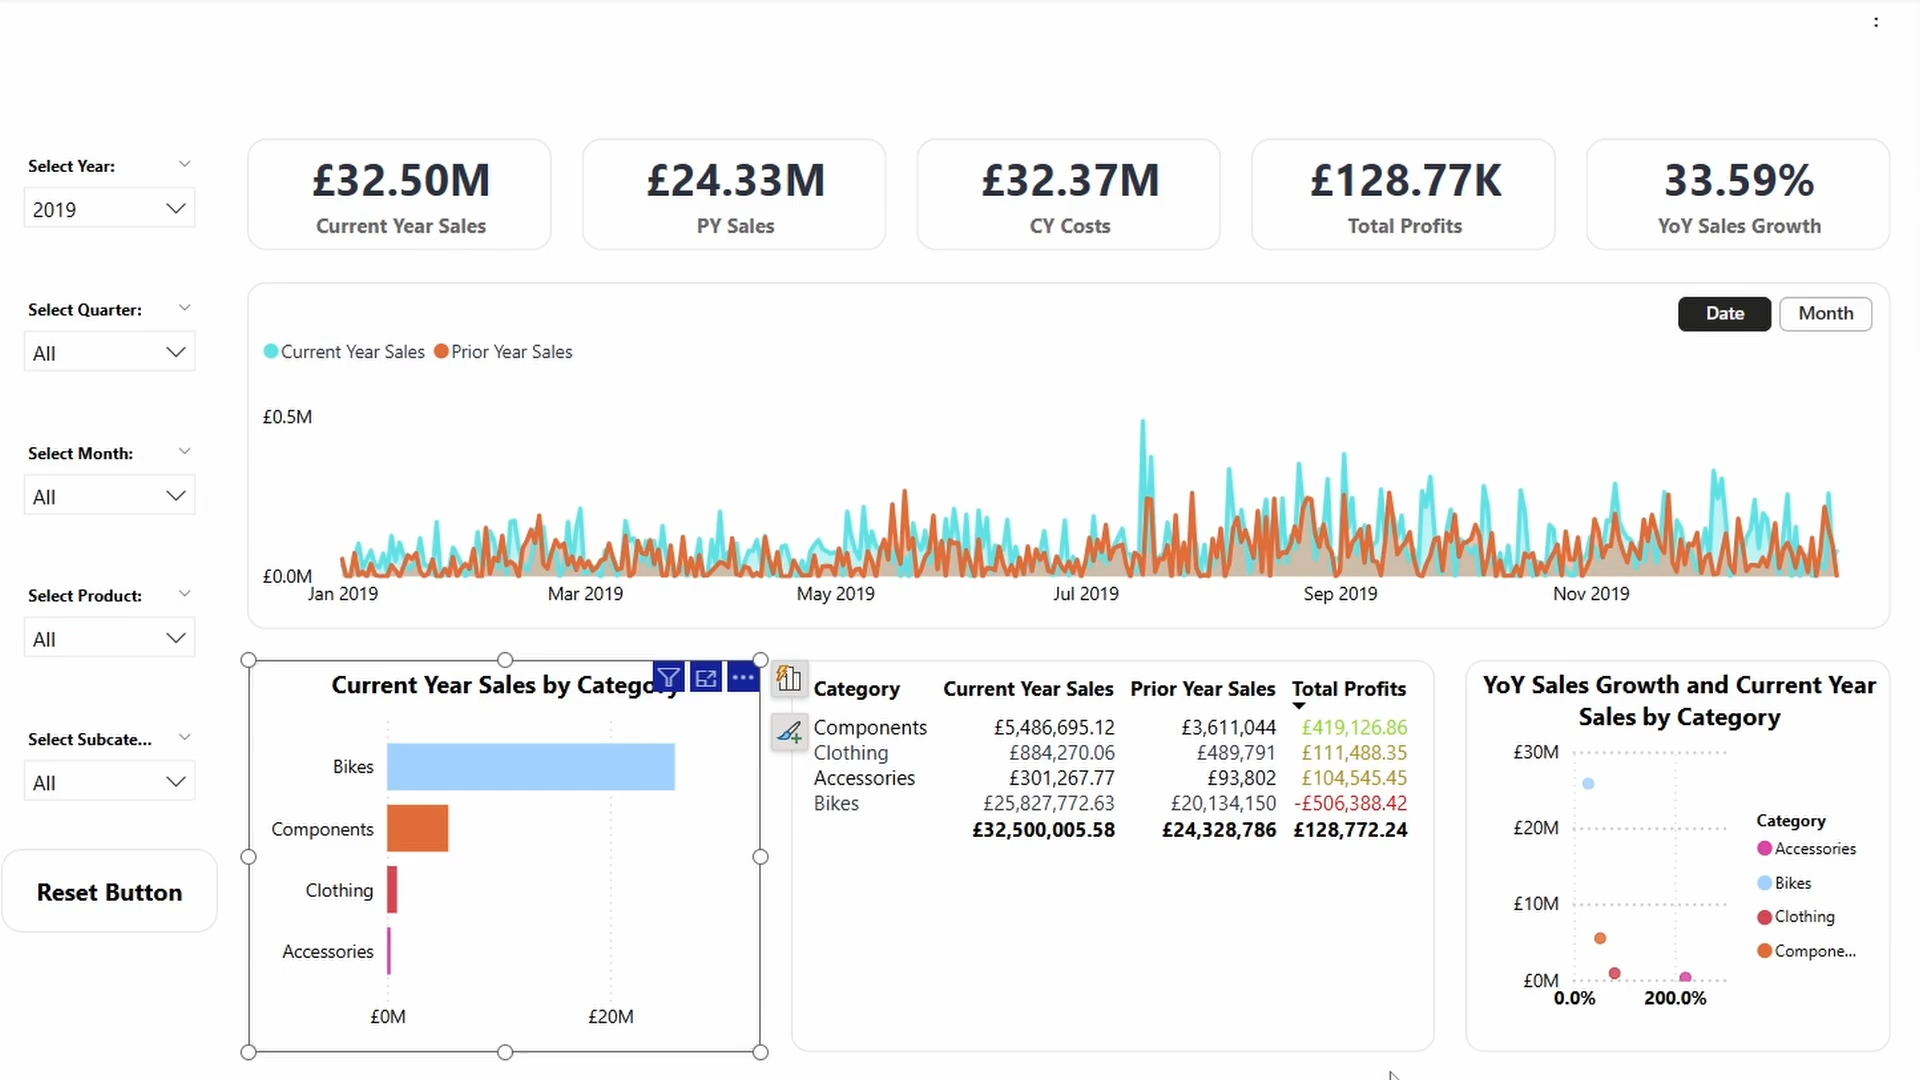 Select Year:
2019
Select Quarter:
All
Select Month:
All
Select Product:
All
Select Subcate...
All
Reset Button
£32.50M
Current Year Sales
£24.33M
PY Sales
£32.37M
CY Costs
£128.77K
Total Profits
33.59%
YoY Sales Growth
Date Month
Current Year Sales Prior Year Sales
£0.5M
£0.0M
Jan 2019 Mar 2019 May 2019 Jul 2019 Sep 2019 Nov 2019
Current Year Sales by Catego
Bikes
Components
Clothing
Accessories
£0M £20M
Category Current Year Sales Prior Year Sales Total Profits
Components £5,486,695.12 £3,611,044 £419,126.86
Clothing £884,270.06 £489,791 £111,488.35
Accessories £301,267.77 £93,802 £104,545.45
Bikes £25,827,772.63 £20,134,150 -£506,388.42
£32,500,005.58 £24,328,786 £128,772.24
YoY Sales Growth and Current Year
Sales by Category
£30M
£20M
£10M
£0M
0.0% 200.0%
Category
Accessories
Bikes
Clothing
Compone...